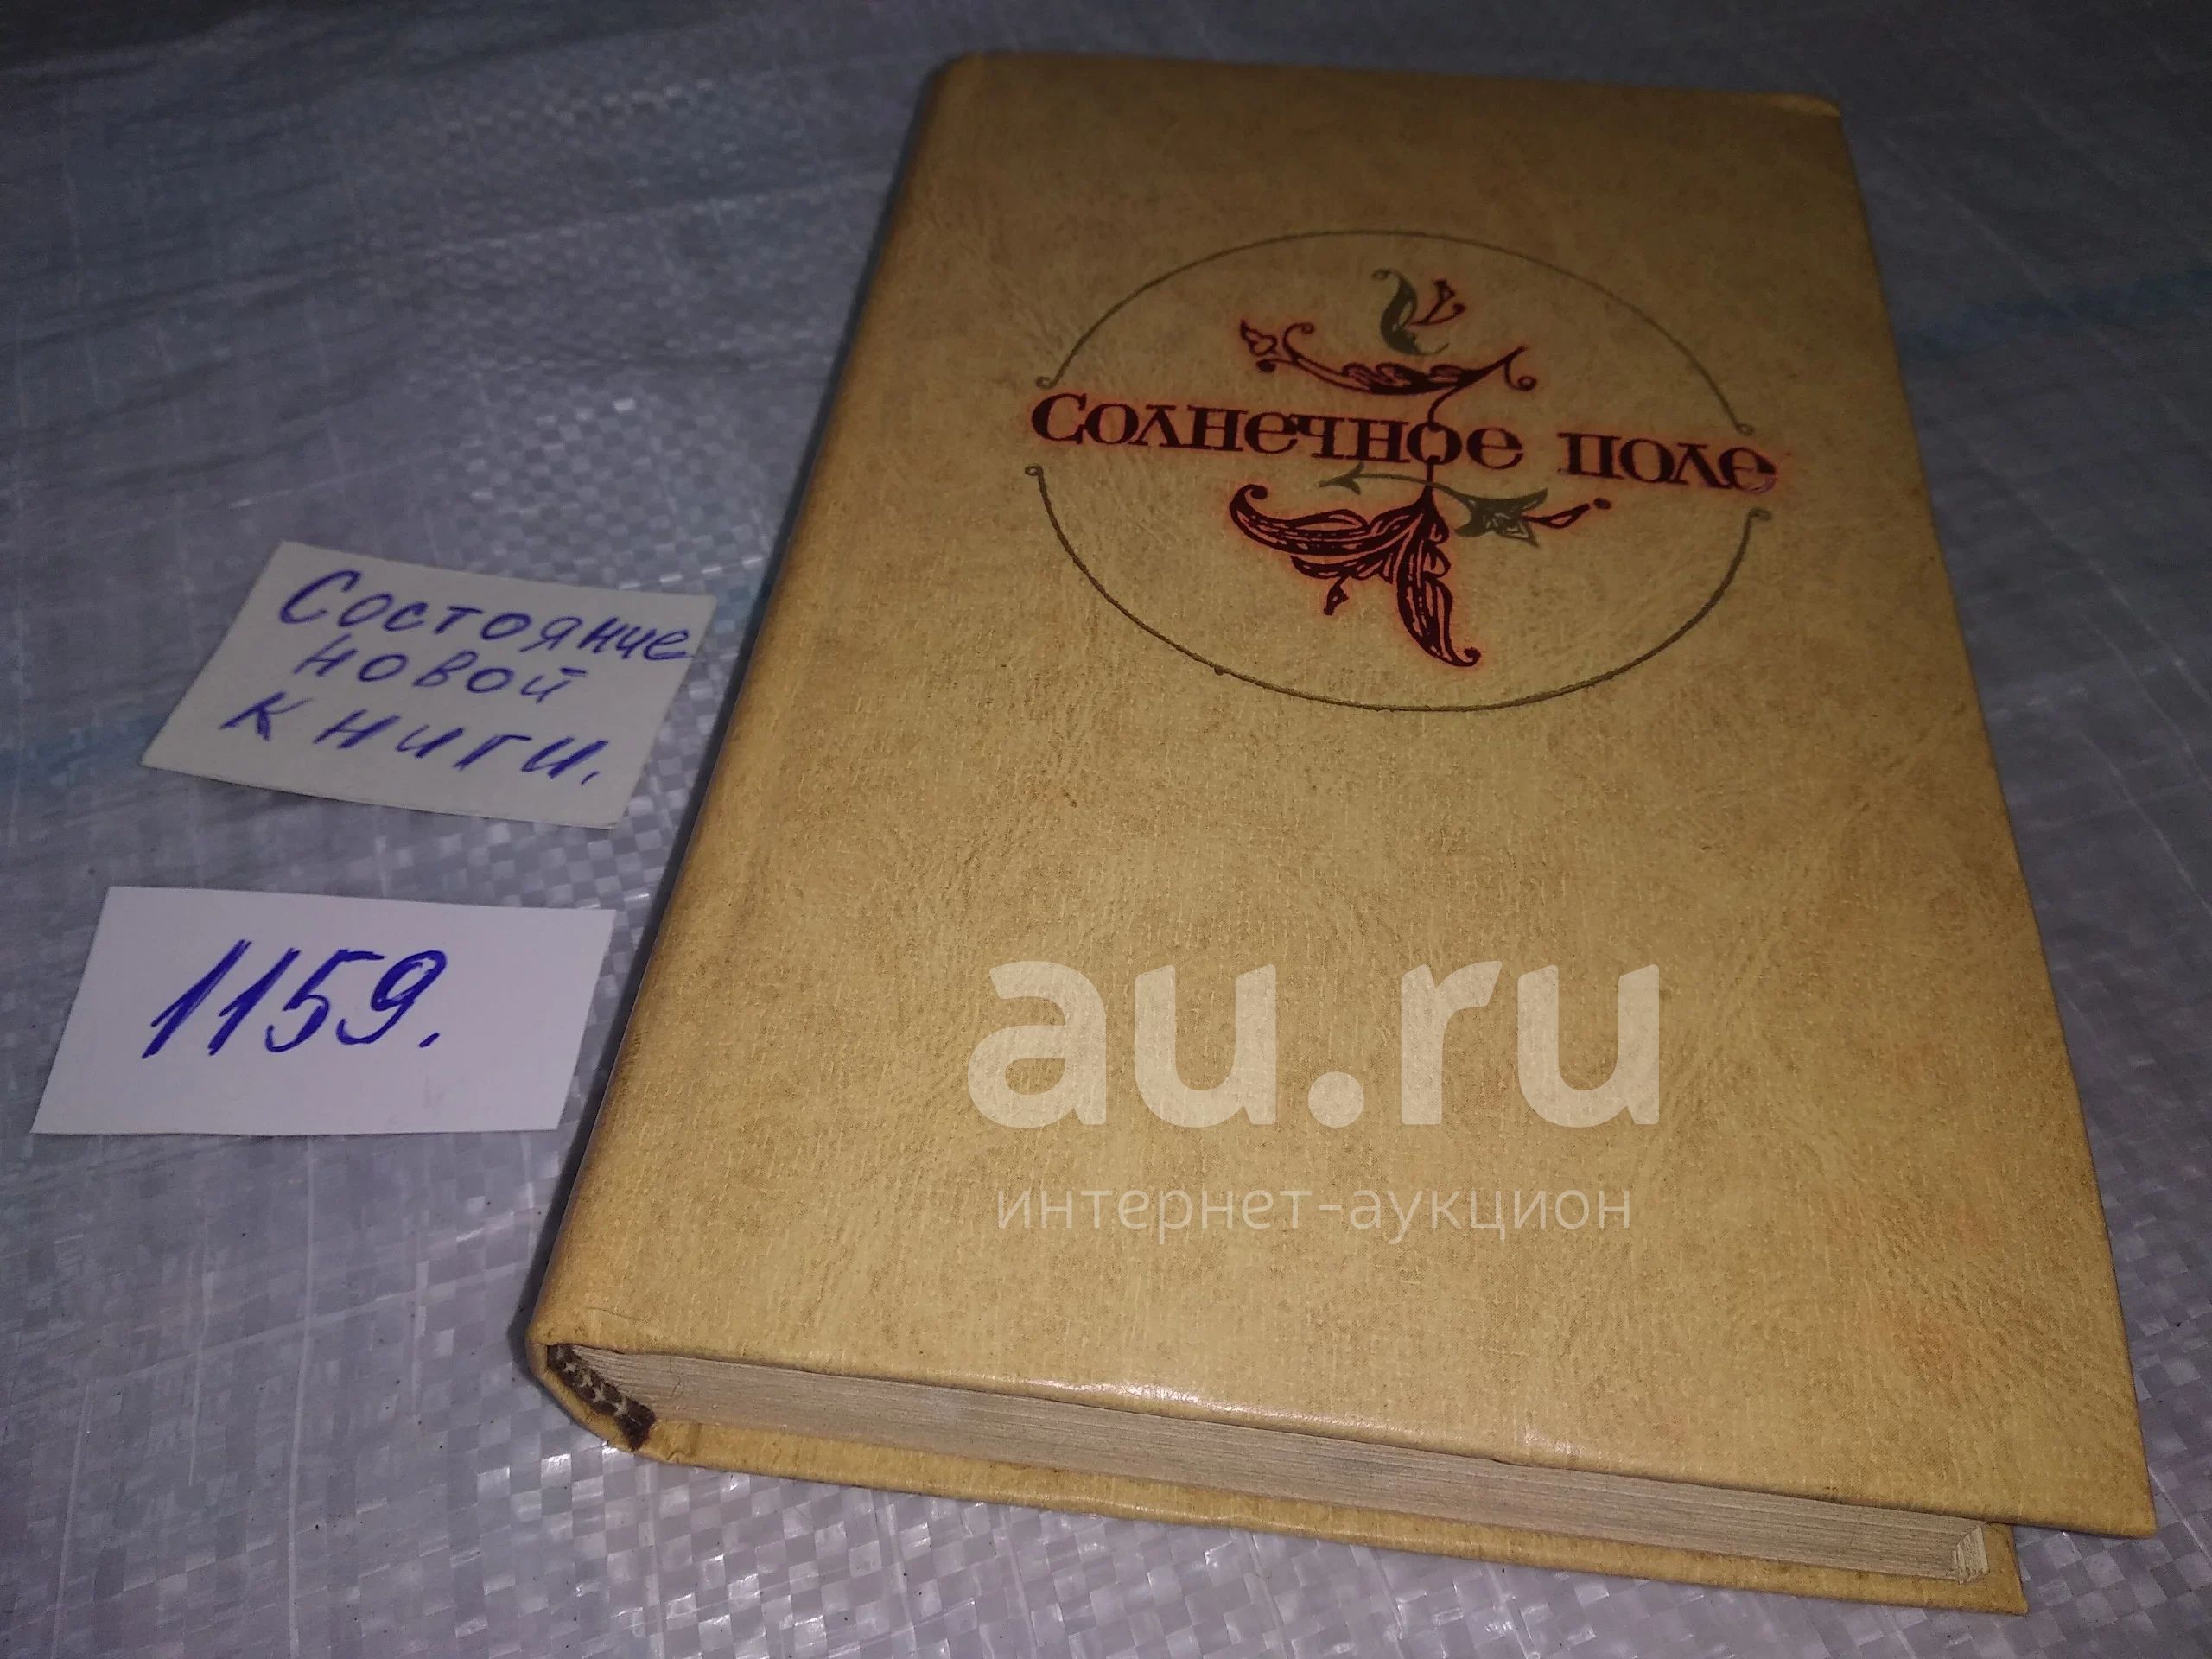 Солнечное поле
Состояние
новой
книги.
1159.
au.ru
интернет-аукцион